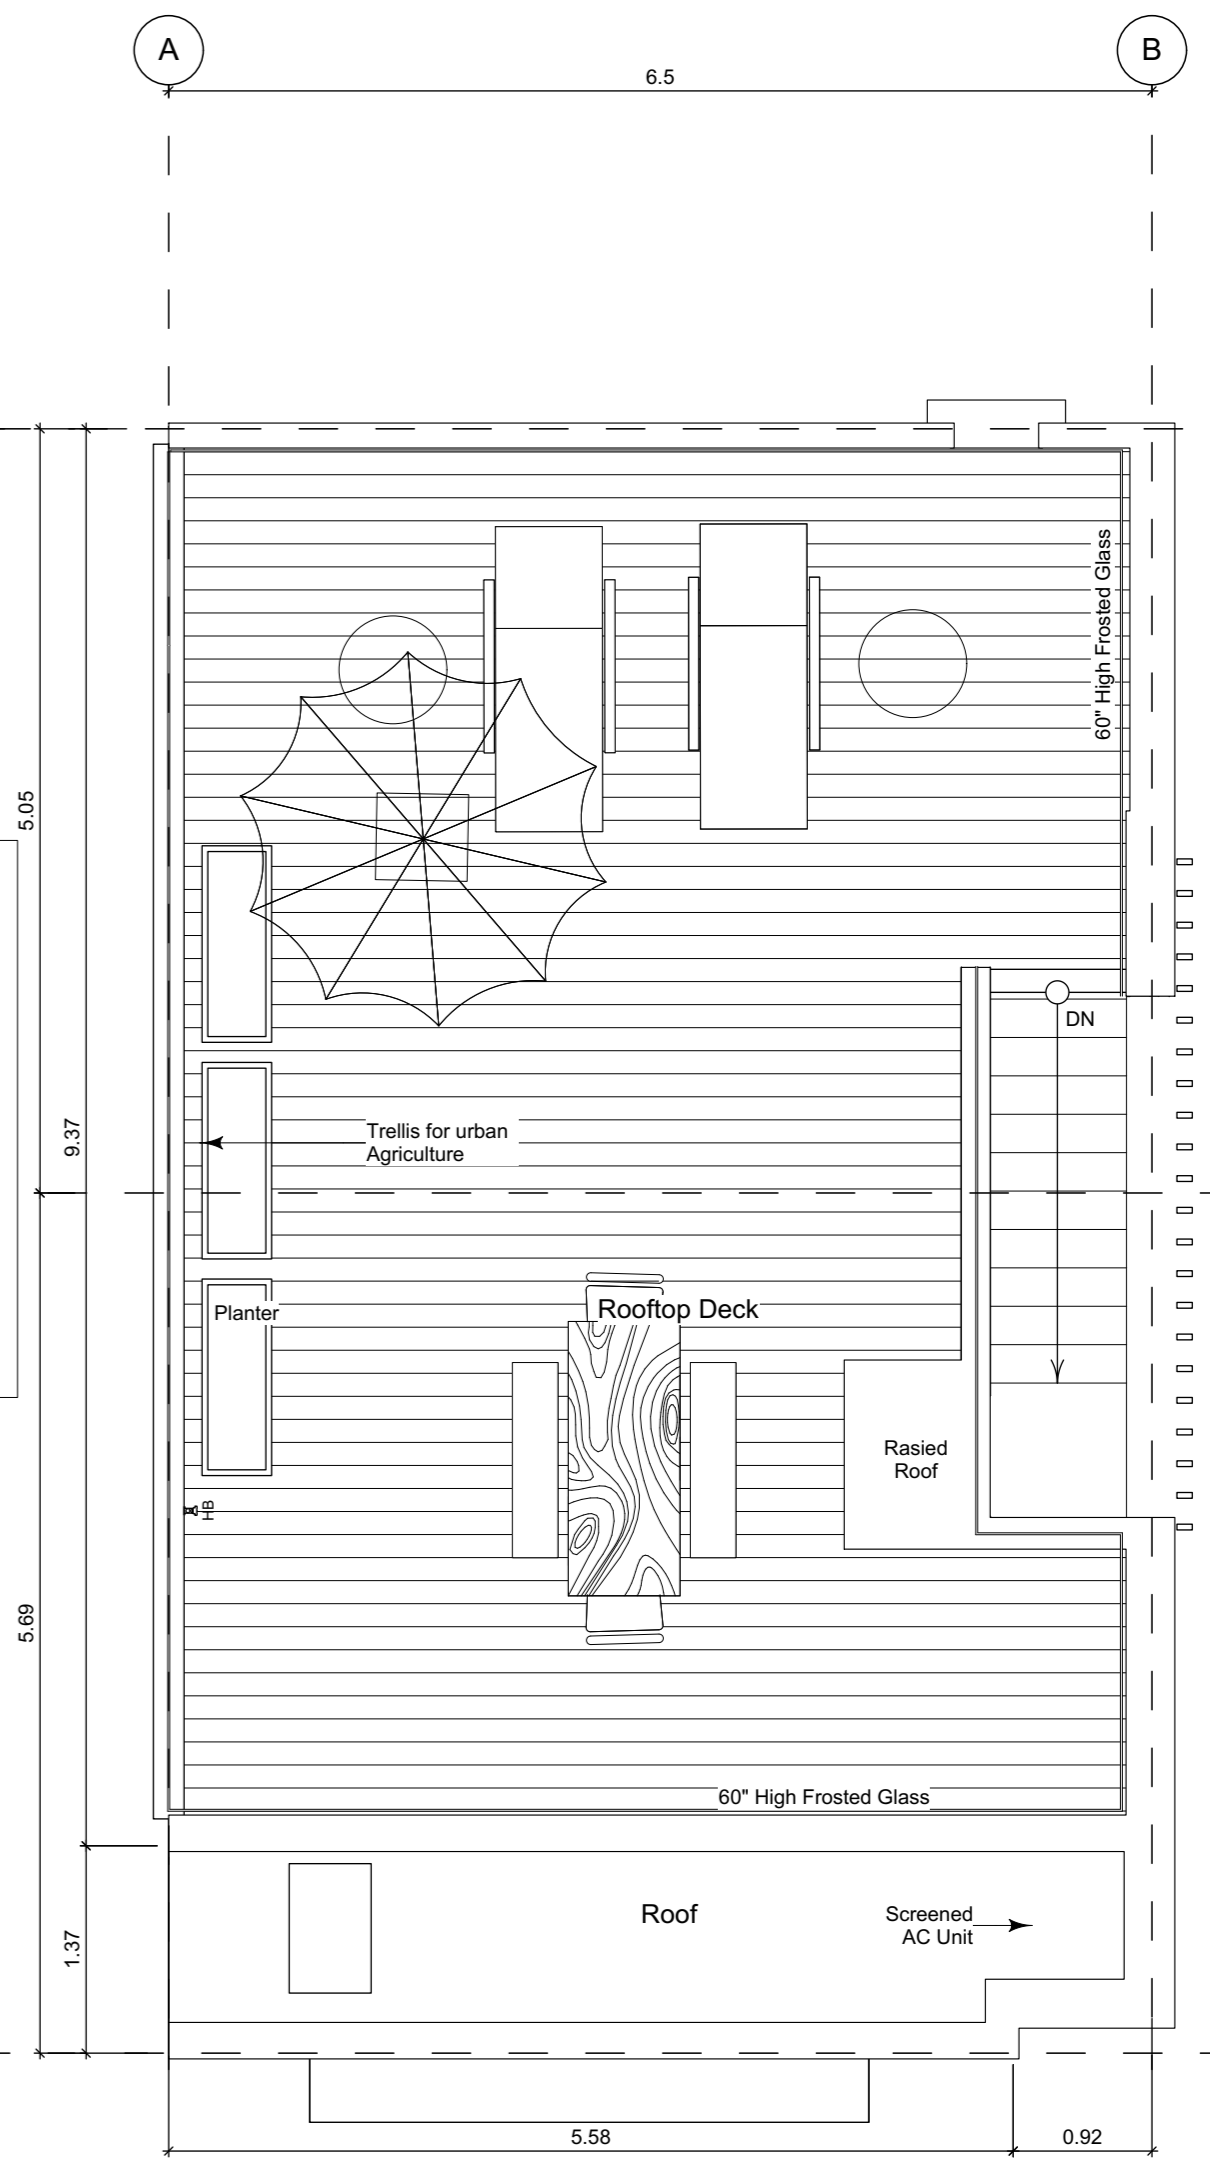 A
B
6.5
60" High Frosted Glass
5.05
DN
9.37
Trellis for urban
Agriculture
Planter
Rooftop Deck
Rasied
Roof
HB
5.69
60" High Frosted Glass
Roof
Screened
AC Unit
1.37
5.58
0.92